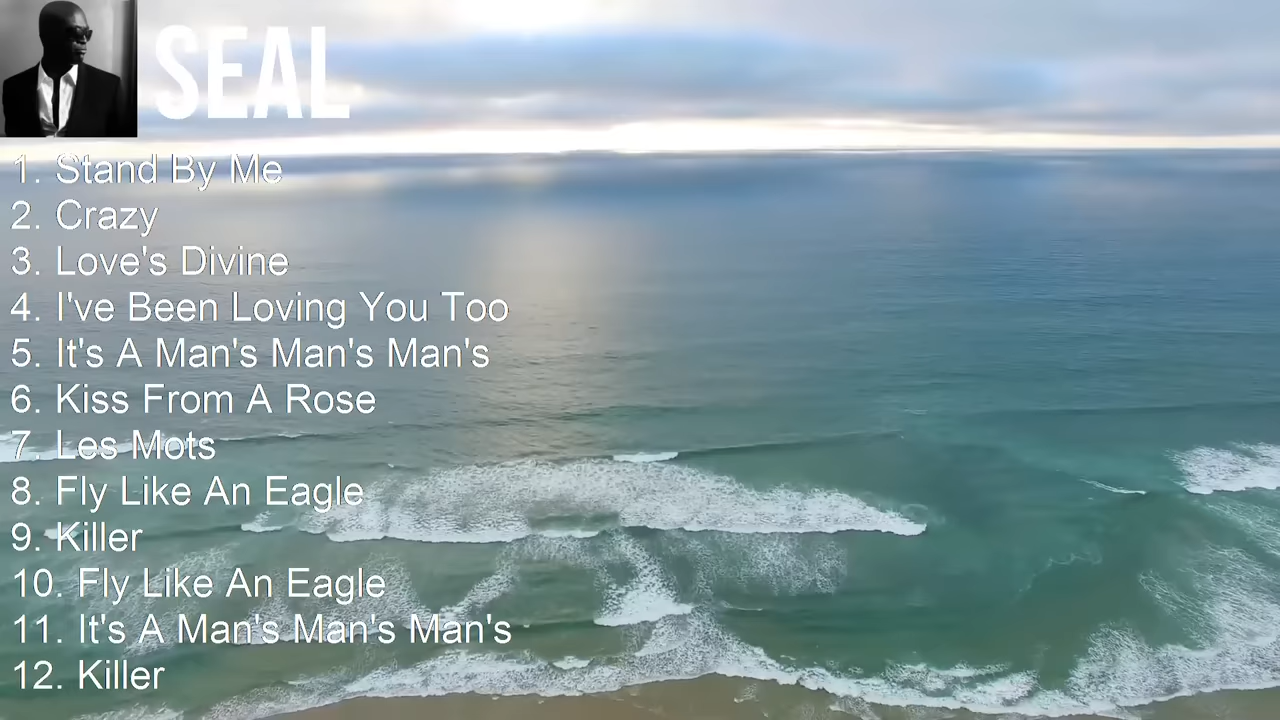 SEAL
1. Stand By Me
2. Crazy
3. Love's Divine
4. I've Been Loving You Too
5. It's A Man's Man's Man's
6. Kiss From A Rose
7. Les Mots
8. Fly Like An Eagle
9. Killer
10. Fly Like An Eagle
11. It's A Man's Man's Man's
12. Killer